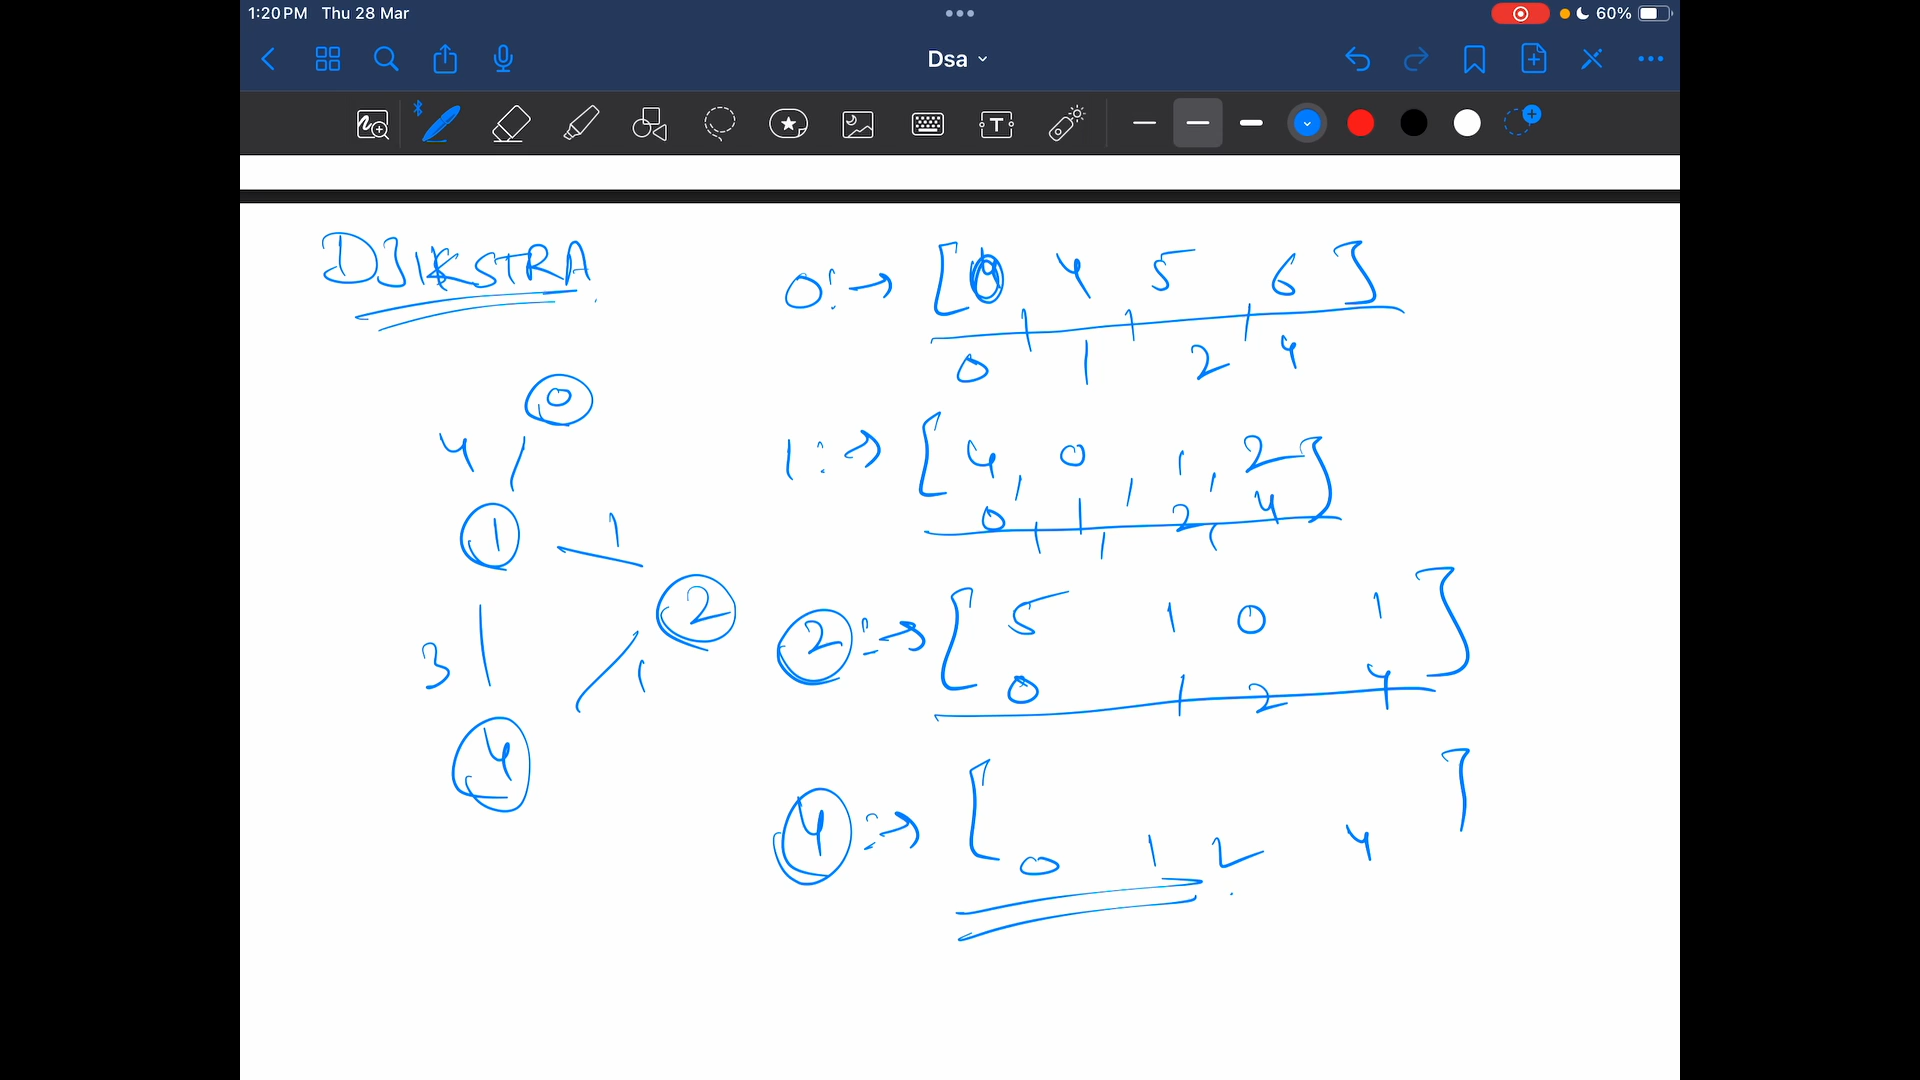 1:20 PM Thu 28 Mar
60%
Dsa
T
DJIKSTRA
0: → [0 4 5 6]
0 1 2 4
1: → [4, 0, 1, 2]
0 1 2 4
2: → [5 1 0 1]
0 1 2 4
4: → [ ]
0 1 2 4
0
4
1
1
2
3
1
4